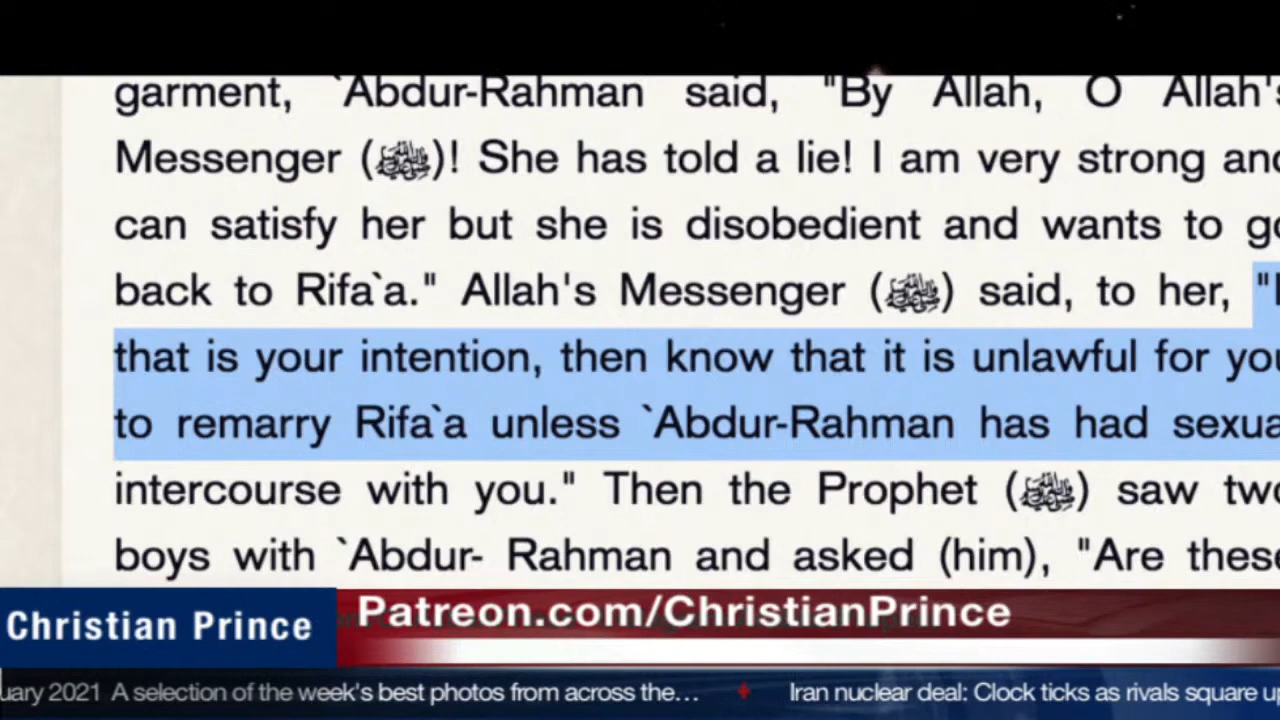 garment, `Abdur-Rahman said, "By Allah, O Allah's
Messenger (ﷺ)! She has told a lie! I am very strong and
can satisfy her but she is disobedient and wants to go
back to Rifa`a." Allah's Messenger (ﷺ) said, to her, "I
that is your intention, then know that it is unlawful for you
to remarry Rifa`a unless `Abdur-Rahman has had sexua
intercourse with you." Then the Prophet (ﷺ) saw two
boys with `Abdur- Rahman and asked (him), "Are these
Christian Prince
Patreon.com/ChristianPrince
uary 2021 A selection of the week's best photos from across the...
Iran nuclear deal: Clock ticks as rivals square up